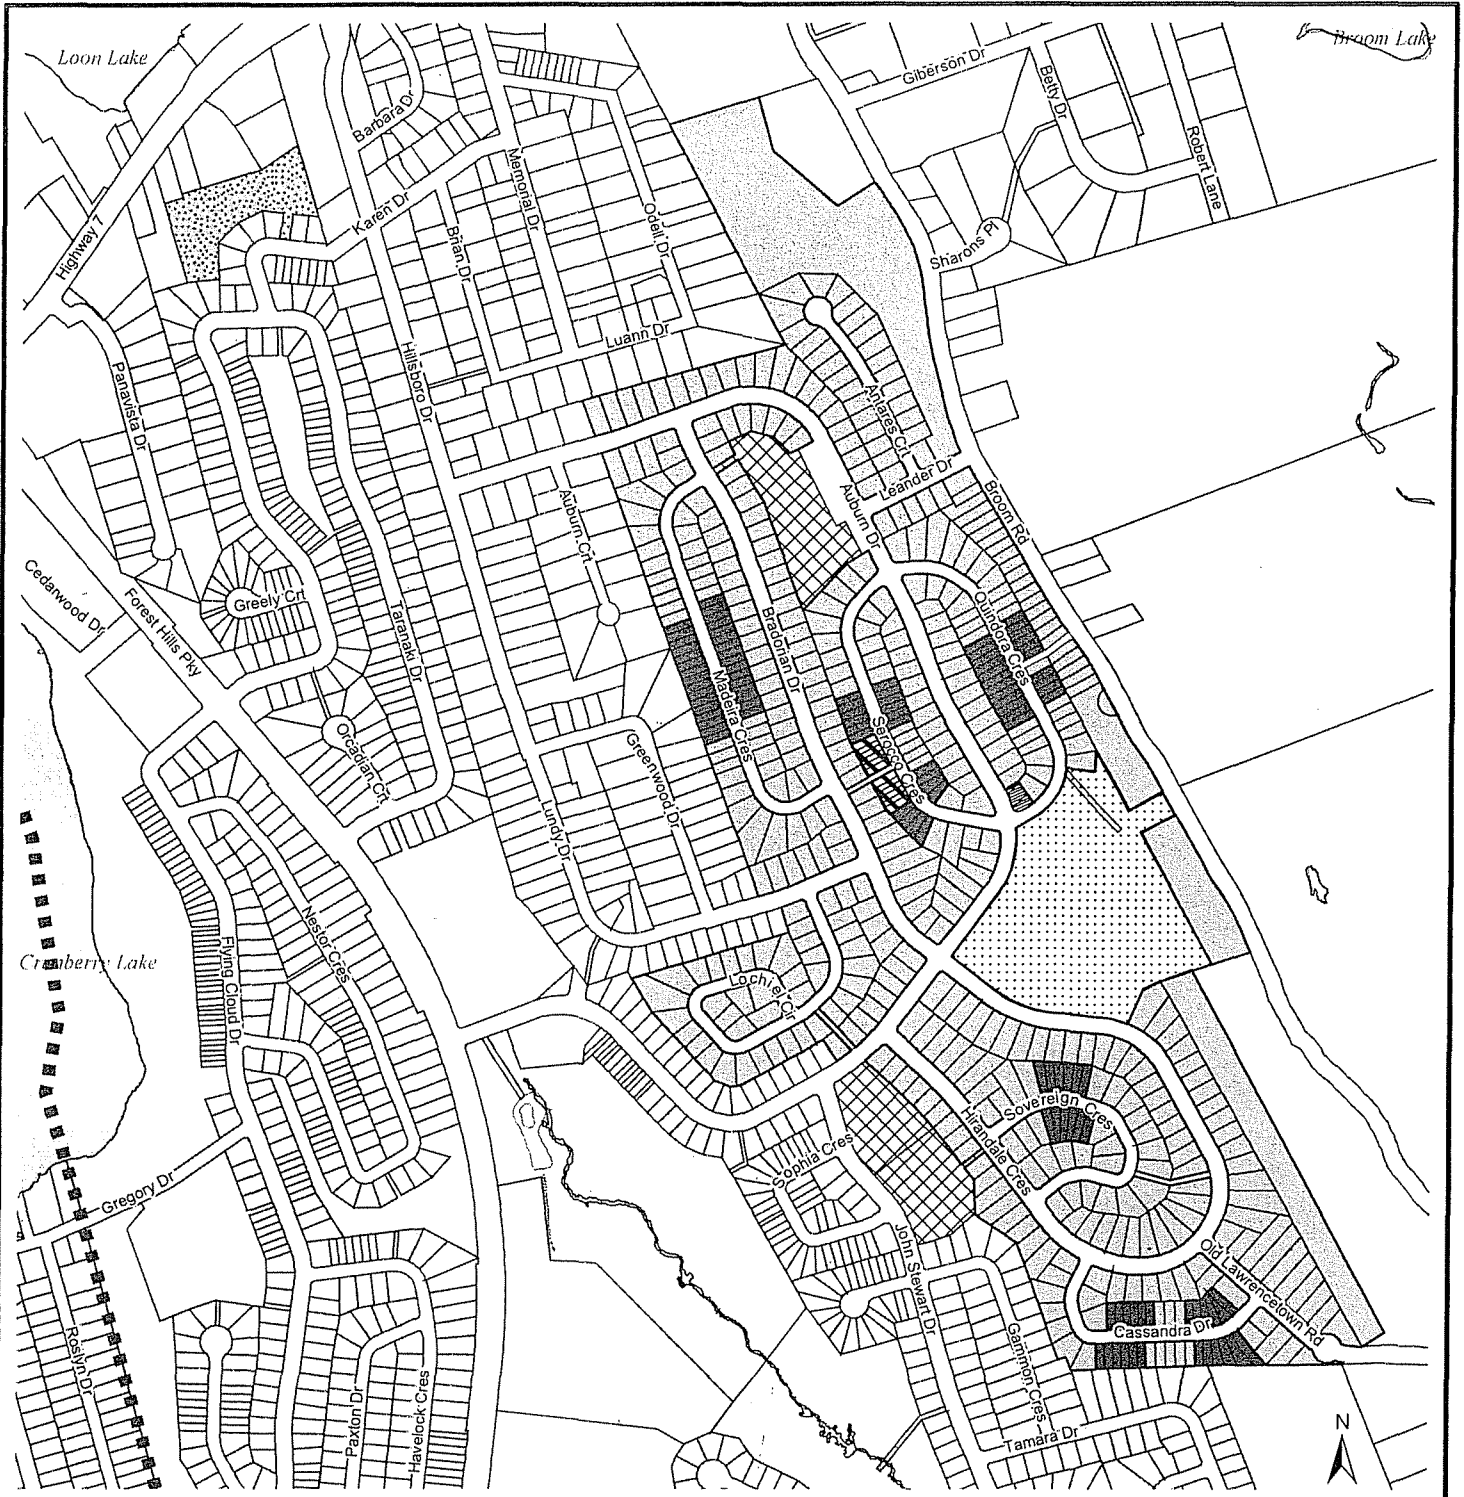 Loon Lake
Broom Lake
Giberson Dr
Betty Dr
Barbara Dr
Robert Lane
Memorial Dr
Karen Dr
Odell Dr
Brian Dr
Highway 7
Sharons Pl
Luann Dr
Panavista Dr
Hillsboro Dr
Antares Crt
Leander Dr
Auburn Crt
Auburn Dr
Broom Rd
Cedarwood Dr
Forest Hills Pky
Greely Crt
Taranaki Dr
Bradorian Dr
Quindora Cres
Madeira Cres
Orcadian Crt
Greenwood Dr
Serocco Cres
Lundy Dr
Nestor Cres
Flying Cloud Dr
Cranberry Lake
Lochiel Cir
Sovereign Cres
Hirandale Cres
Sophia Cres
Gregory Dr
John Stewart Dr
Old Lawrencetown Rd
Cassandra Dr
Gammon Cres
Roslyn Dr
Paxton Dr
Havelock Cres
Tamara Dr
N